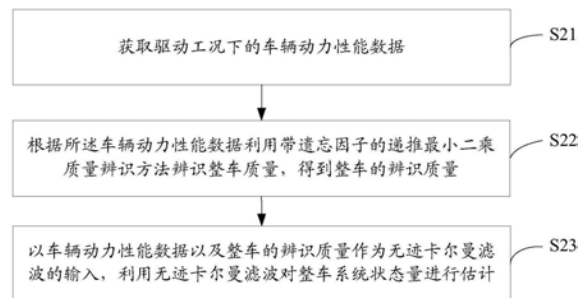 获取驱动工况下的车辆动力性能数据
S21
根据所述车辆动力性能数据利用带遗忘因子的递推最小二乘
质量辨识方法辨识整车质量，得到整车的辨识质量
S22
以车辆动力性能数据以及整车的辨识质量作为无迹卡尔曼滤
波的输入，利用无迹卡尔曼滤波对整车系统状态量进行估计
S23